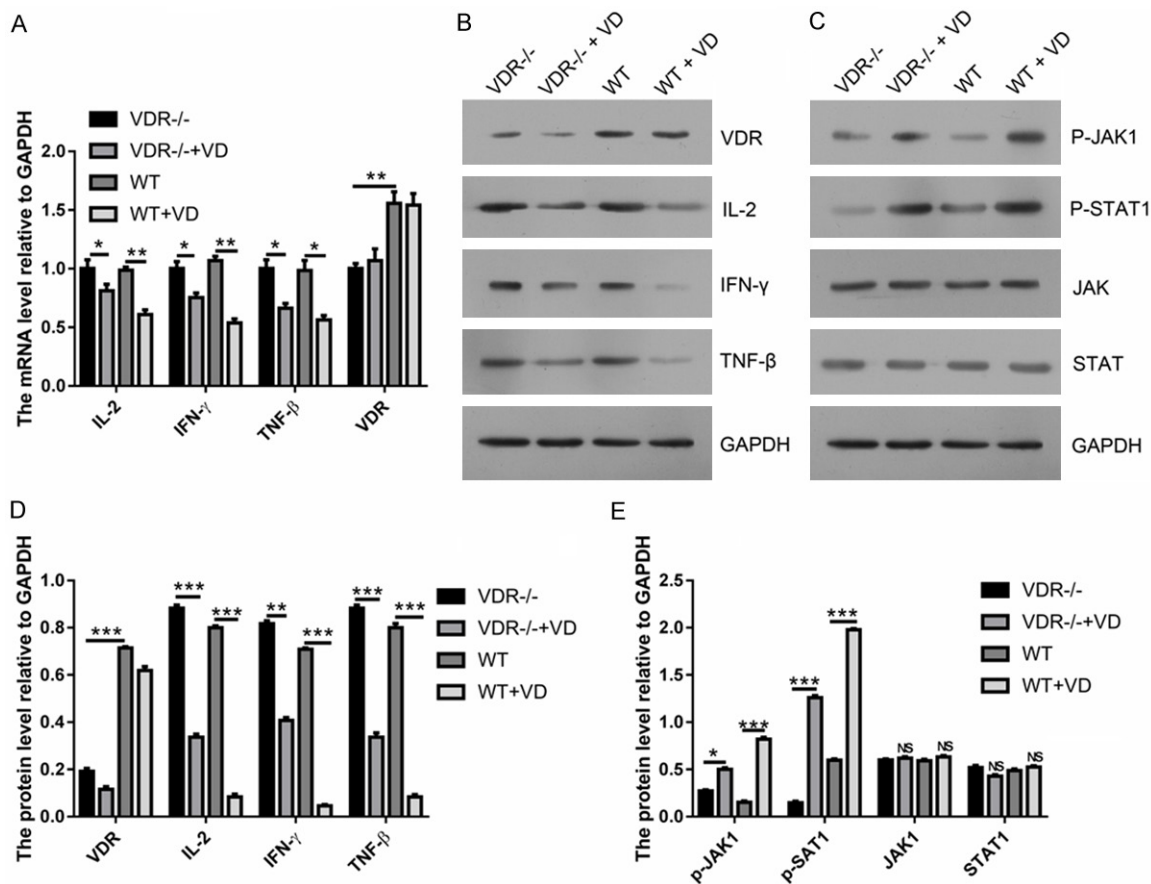 A
The mRNA level relative to GAPDH
VDR-/-
VDR-/-+VD
WT
WT+VD
2.0
1.5
1.0
0.5
0.0
* ** * ** * * **
IL-2 IFN-γ TNF-β VDR
B
VDR-/- VDR-/- + VD WT WT + VD
VDR
IL-2
IFN-γ
TNF-β
GAPDH
C
VDR-/- VDR-/- + VD WT WT + VD
P-JAK1
P-STAT1
JAK
STAT
GAPDH
D
The protein level relative to GAPDH
1.0
0.8
0.6
0.4
0.2
0.0
*** *** *** ** *** *** ***
VDR IL-2 IFN-γ TNF-β
VDR-/-
VDR-/-+VD
WT
WT+VD
E
The protein level relative to GAPDH
2.5
2.0
1.5
1.0
0.5
0.0
* *** *** *** NS NS NS NS
p-JAK1 p-SAT1 JAK1 STAT1
VDR-/-
VDR-/-+VD
WT
WT+VD